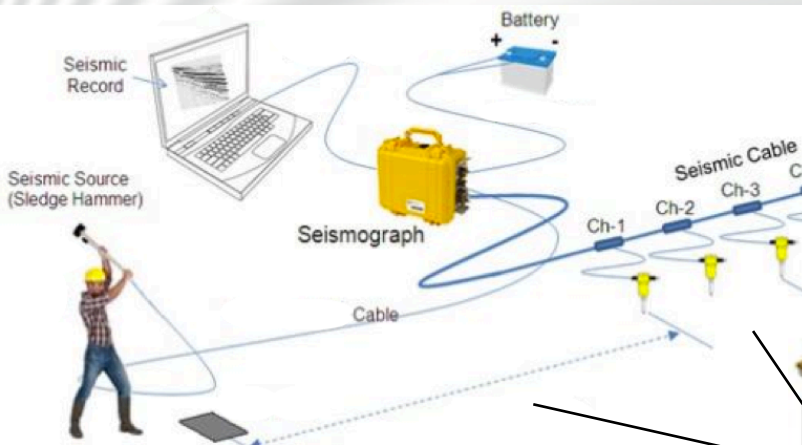 Battery
+ -
Seismic
Record
Seismic Source
(Sledge Hammer)
Seismograph
Seismic Cable
Ch-1
Ch-2
Ch-3
C
Cable